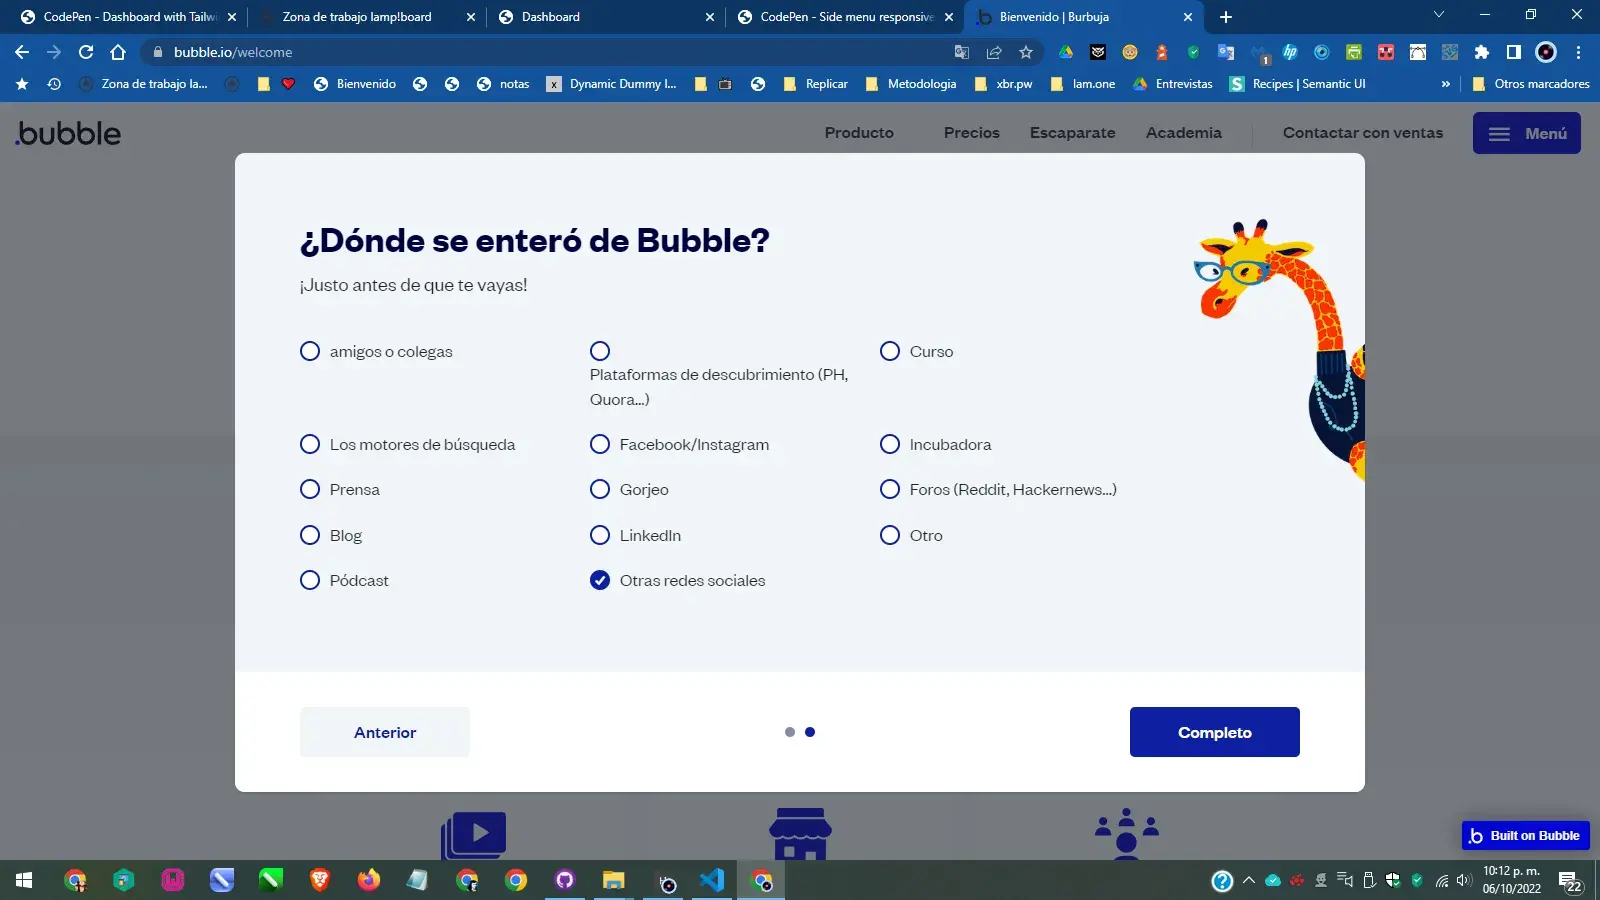 CodePen - Dashboard with Tailwi
Zona de trabajo lamp!board
Dashboard
CodePen - Side menu responsive
Bienvenido | Burbuja
bubble.io/welcome
Zona de trabajo la...
Bienvenido
notas
Dynamic Dummy I...
Replicar
Metodologia
xbr.pw
lam.one
Entrevistas
Recipes | Semantic UI
»
Otros marcadores
.bubble
Producto
Precios
Escaparate
Academia
Contactar con ventas
Menú
¿Dónde se enteró de Bubble?
¡Justo antes de que te vayas!
amigos o colegas
Plataformas de descubrimiento (PH,
Quora...)
Curso
Los motores de búsqueda
Facebook/Instagram
Incubadora
Prensa
Gorjeo
Foros (Reddit, Hackernews...)
Blog
LinkedIn
Otro
Pódcast
Otras redes sociales
Anterior
Completo
Built on Bubble
10:12 p. m.
06/10/2022
22